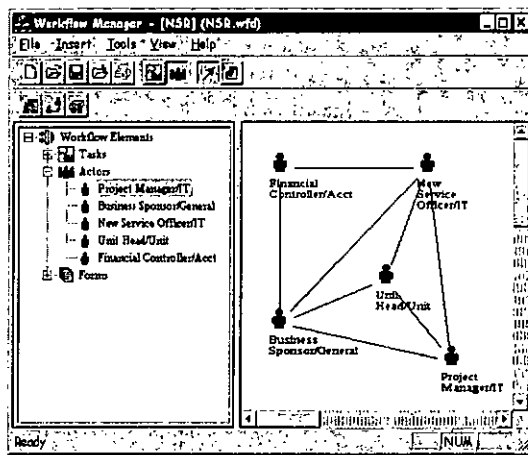 Workflow Manager - [NSR] (NSR.wfd)
File Insert Tools View Help
Workflow Elements
Tasks
Actors
Project Manager/IT
Business Sponsor/General
New Service Officer/IT
Unit Head/Unit
Financial Controller/Acct
Forms
Financial
Controller/Acct
New
Service
Officer/IT
Unit
Head/Unit
Business
Sponsor/General
Project
Manager/IT
Ready
NUM